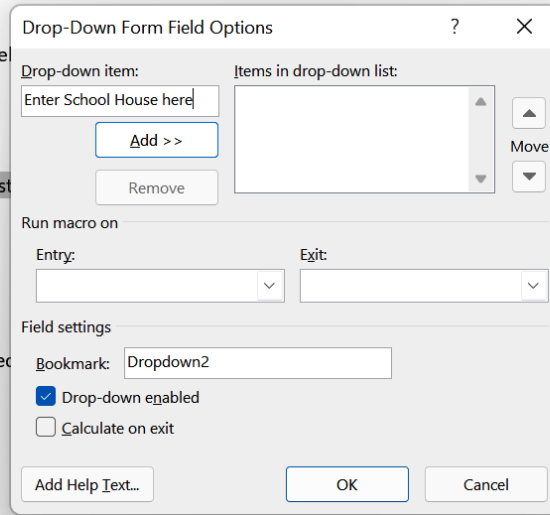 Drop-Down Form Field Options ?
Drop-down item: Items in drop-down list:
Enter School House here
Add >>
Move
Remove
Run macro on
Entry: Exit:
Field settings
Bookmark: Dropdown2
Drop-down enabled
Calculate on exit
Add Help Text... OK Cancel